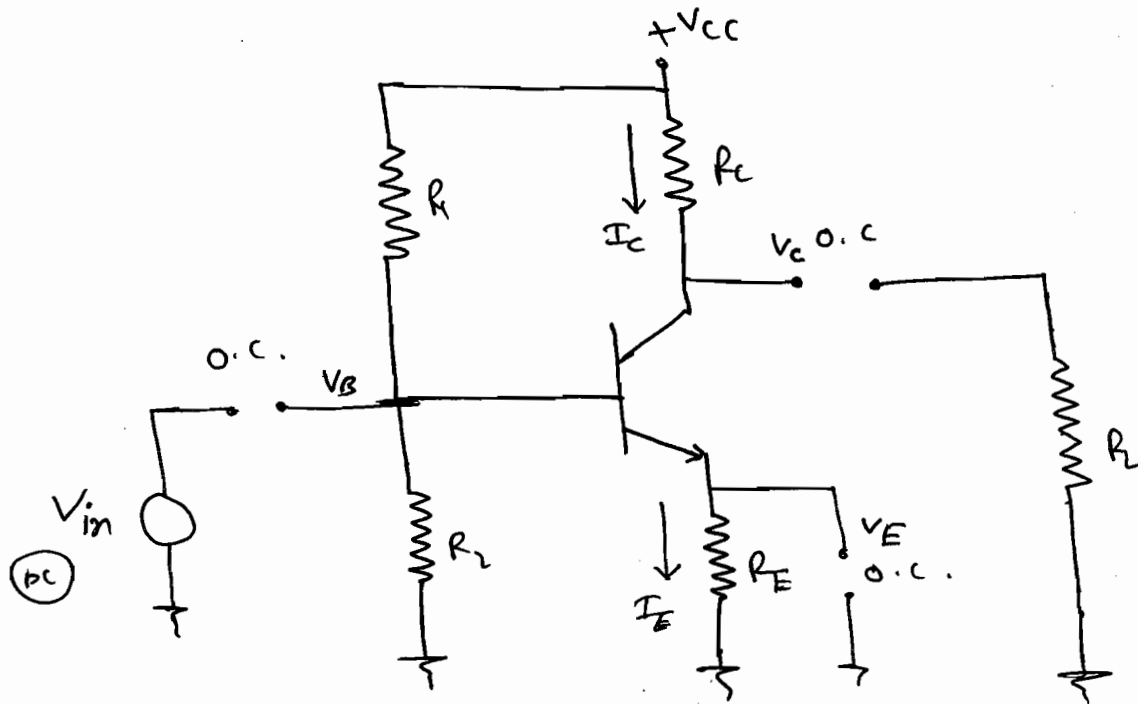 +VCC
R1
RC
IC
VC O.C
O.C.
VB
RL
Vin
R2
VE
RE
O.C.
DC
IE